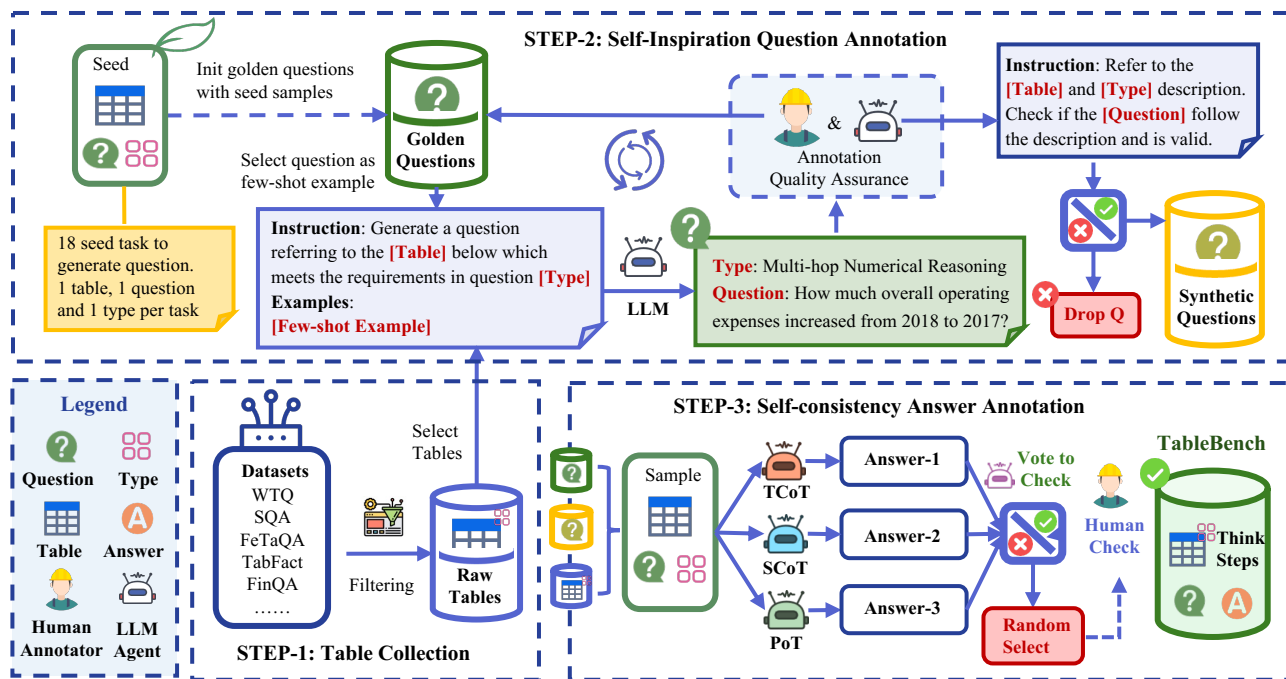 STEP-2: Self-Inspiration Question Annotation
Seed
Init golden questions
with seed samples
Golden
Questions
Select question as
few-shot example
18 seed task to
generate question.
1 table, 1 question
and 1 type per task
Instruction: Generate a question
referring to the [Table] below which
meets the requirements in question [Type]
Examples:
[Few-shot Example]
LLM
Type: Multi-hop Numerical Reasoning
Question: How much overall operating
expenses increased from 2018 to 2017?
&
Annotation
Quality Assurance
Instruction: Refer to the
[Table] and [Type] description.
Check if the [Question] follow
the description and is valid.
Drop Q
Synthetic
Questions
Legend
Question
Type
Table
Answer
A
Human
Annotator
LLM
Agent
Datasets
WTQ
SQA
FeTaQA
TabFact
FinQA
......
Filtering
Select
Tables
Raw
Tables
STEP-1: Table Collection
STEP-3: Self-consistency Answer Annotation
Sample
TCoT
SCoT
PoT
Answer-1
Answer-2
Answer-3
Vote to
Check
Random
Select
Human
Check
TableBench
Think
Steps
A